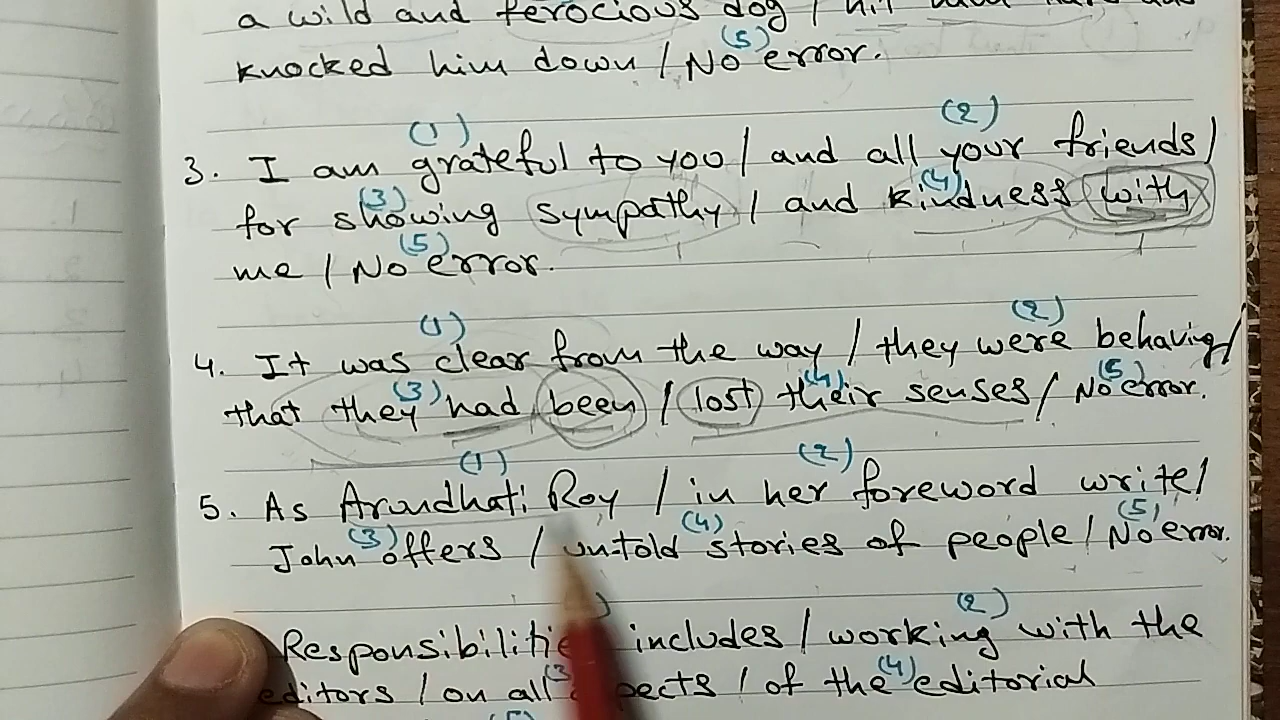 a wild and ferocious dog / hit
(5)
knocked him down / No error.
(1) (2)
3. I am grateful to you / and all your friends /
(3) (4)
for showing sympathy / and kindness with
(5)
me / No error.
(1) (2)
4. It was clear from the way / they were behaving /
(3) (4) (5)
that they had been / lost their senses / No error.
(1) (2)
5. As Arundhati Roy / in her foreword write /
(3) (4) (5)
John offers / untold stories of people / No error.
(2)
Responsibilitie includes / working with the
(3 (4)
editors / on all pects / of the editorial
(5)